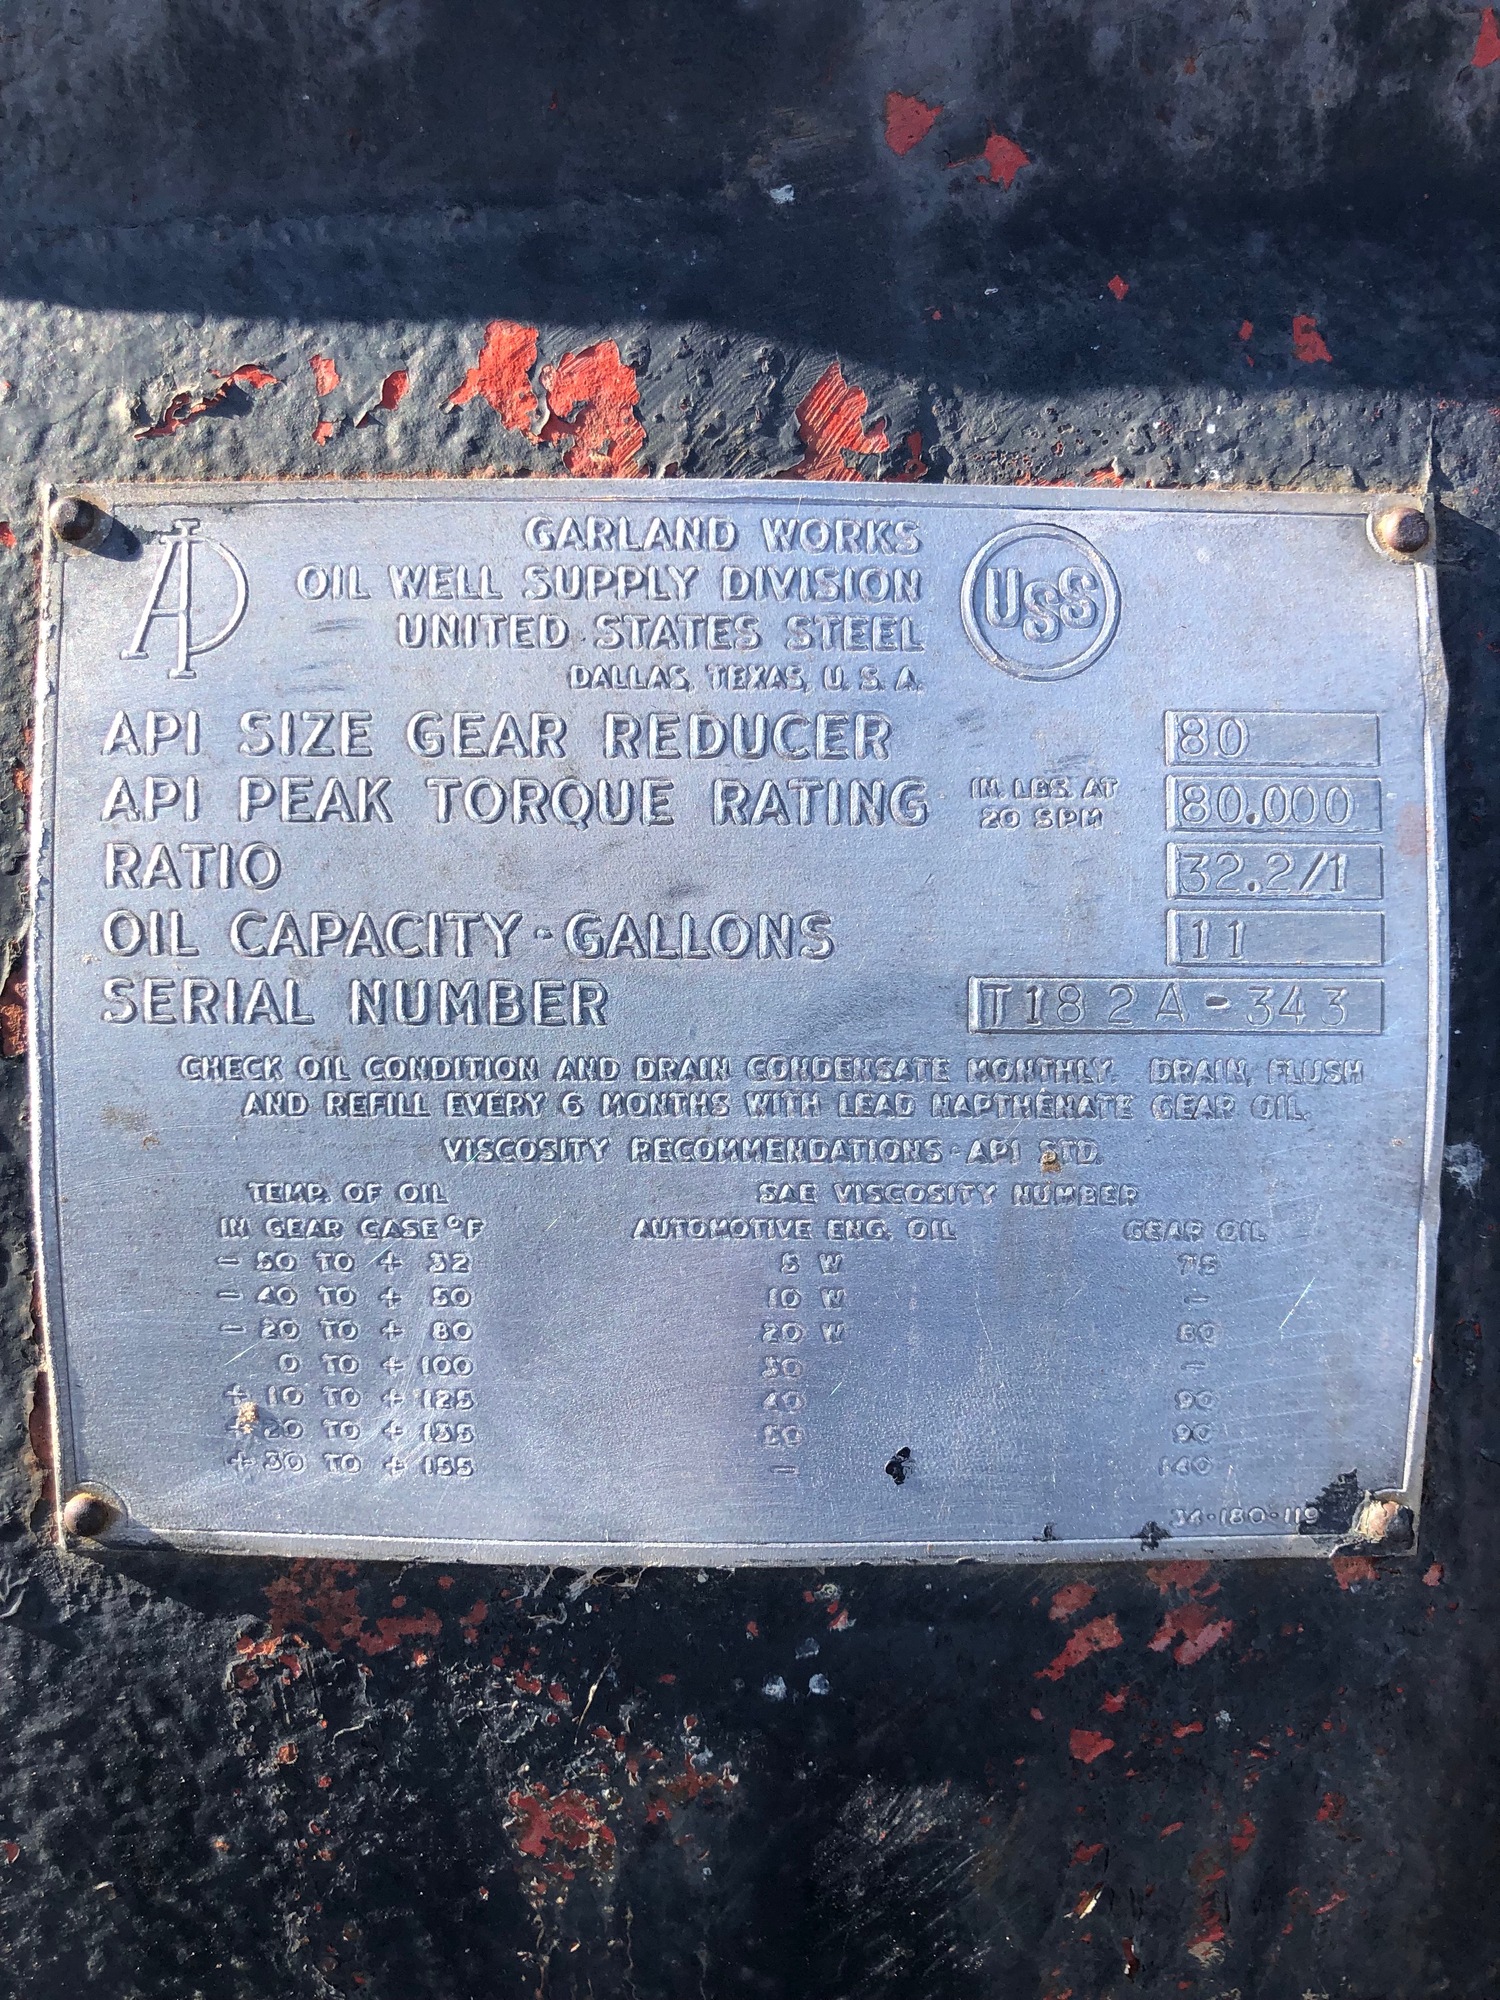 API
GARLAND WORKS
OIL WELL SUPPLY DIVISION
UNITED STATES STEEL
DALLAS, TEXAS, U. S. A.
USS
API SIZE GEAR REDUCER 80
API PEAK TORQUE RATING IN. LBS. AT 20 SPM 80.000
RATIO 32.2/1
OIL CAPACITY - GALLONS 11
SERIAL NUMBER T182A-343
CHECK OIL CONDITION AND DRAIN CONDENSATE MONTHLY. DRAIN, FLUSH
AND REFILL EVERY 6 MONTHS WITH LEAD NAPTHENATE GEAR OIL.
VISCOSITY RECOMMENDATIONS - API STD.
TEMP. OF OIL SAE VISCOSITY NUMBER
IN GEAR CASE °F AUTOMOTIVE ENG. OIL GEAR OIL
- 50 TO + 32 5 W 75
- 40 TO + 50 10 W -
- 20 TO + 80 20 W 80
0 TO + 100 30 -
+ 10 TO + 125 40 90
+ 20 TO + 135 50 90
+ 30 TO + 155 - 140
34-180-119